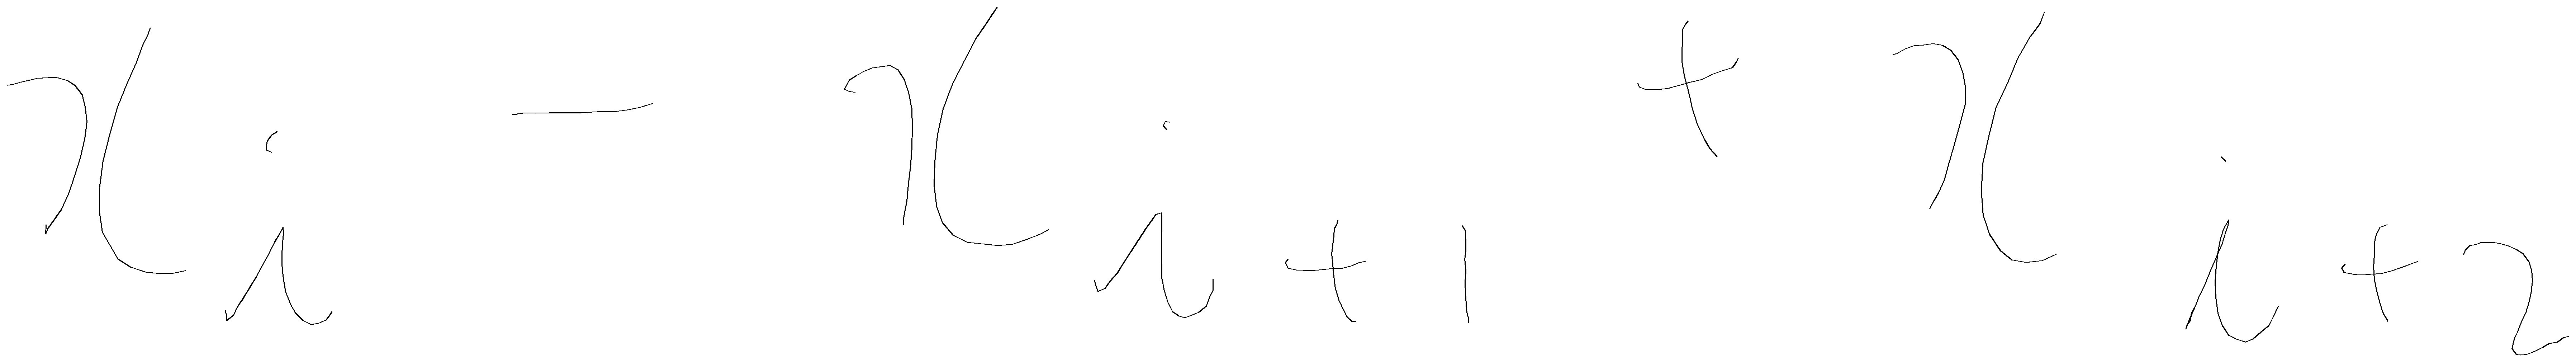 x_i - x_{i+1} + x_{i+2}